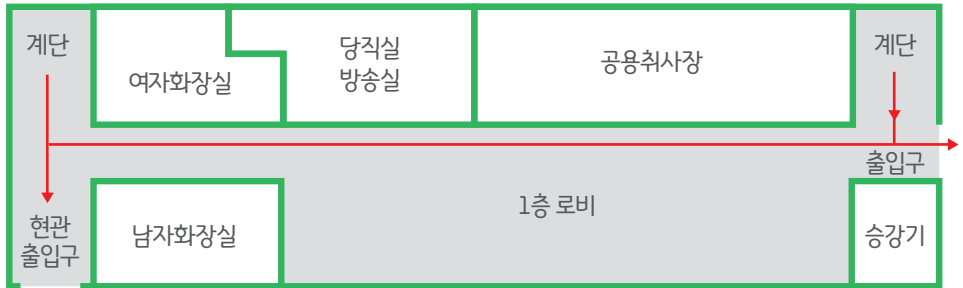 계단
여자화장실
당직실
방송실
공용취사장
계단
출입구
1층 로비
현관
출입구
남자화장실
승강기